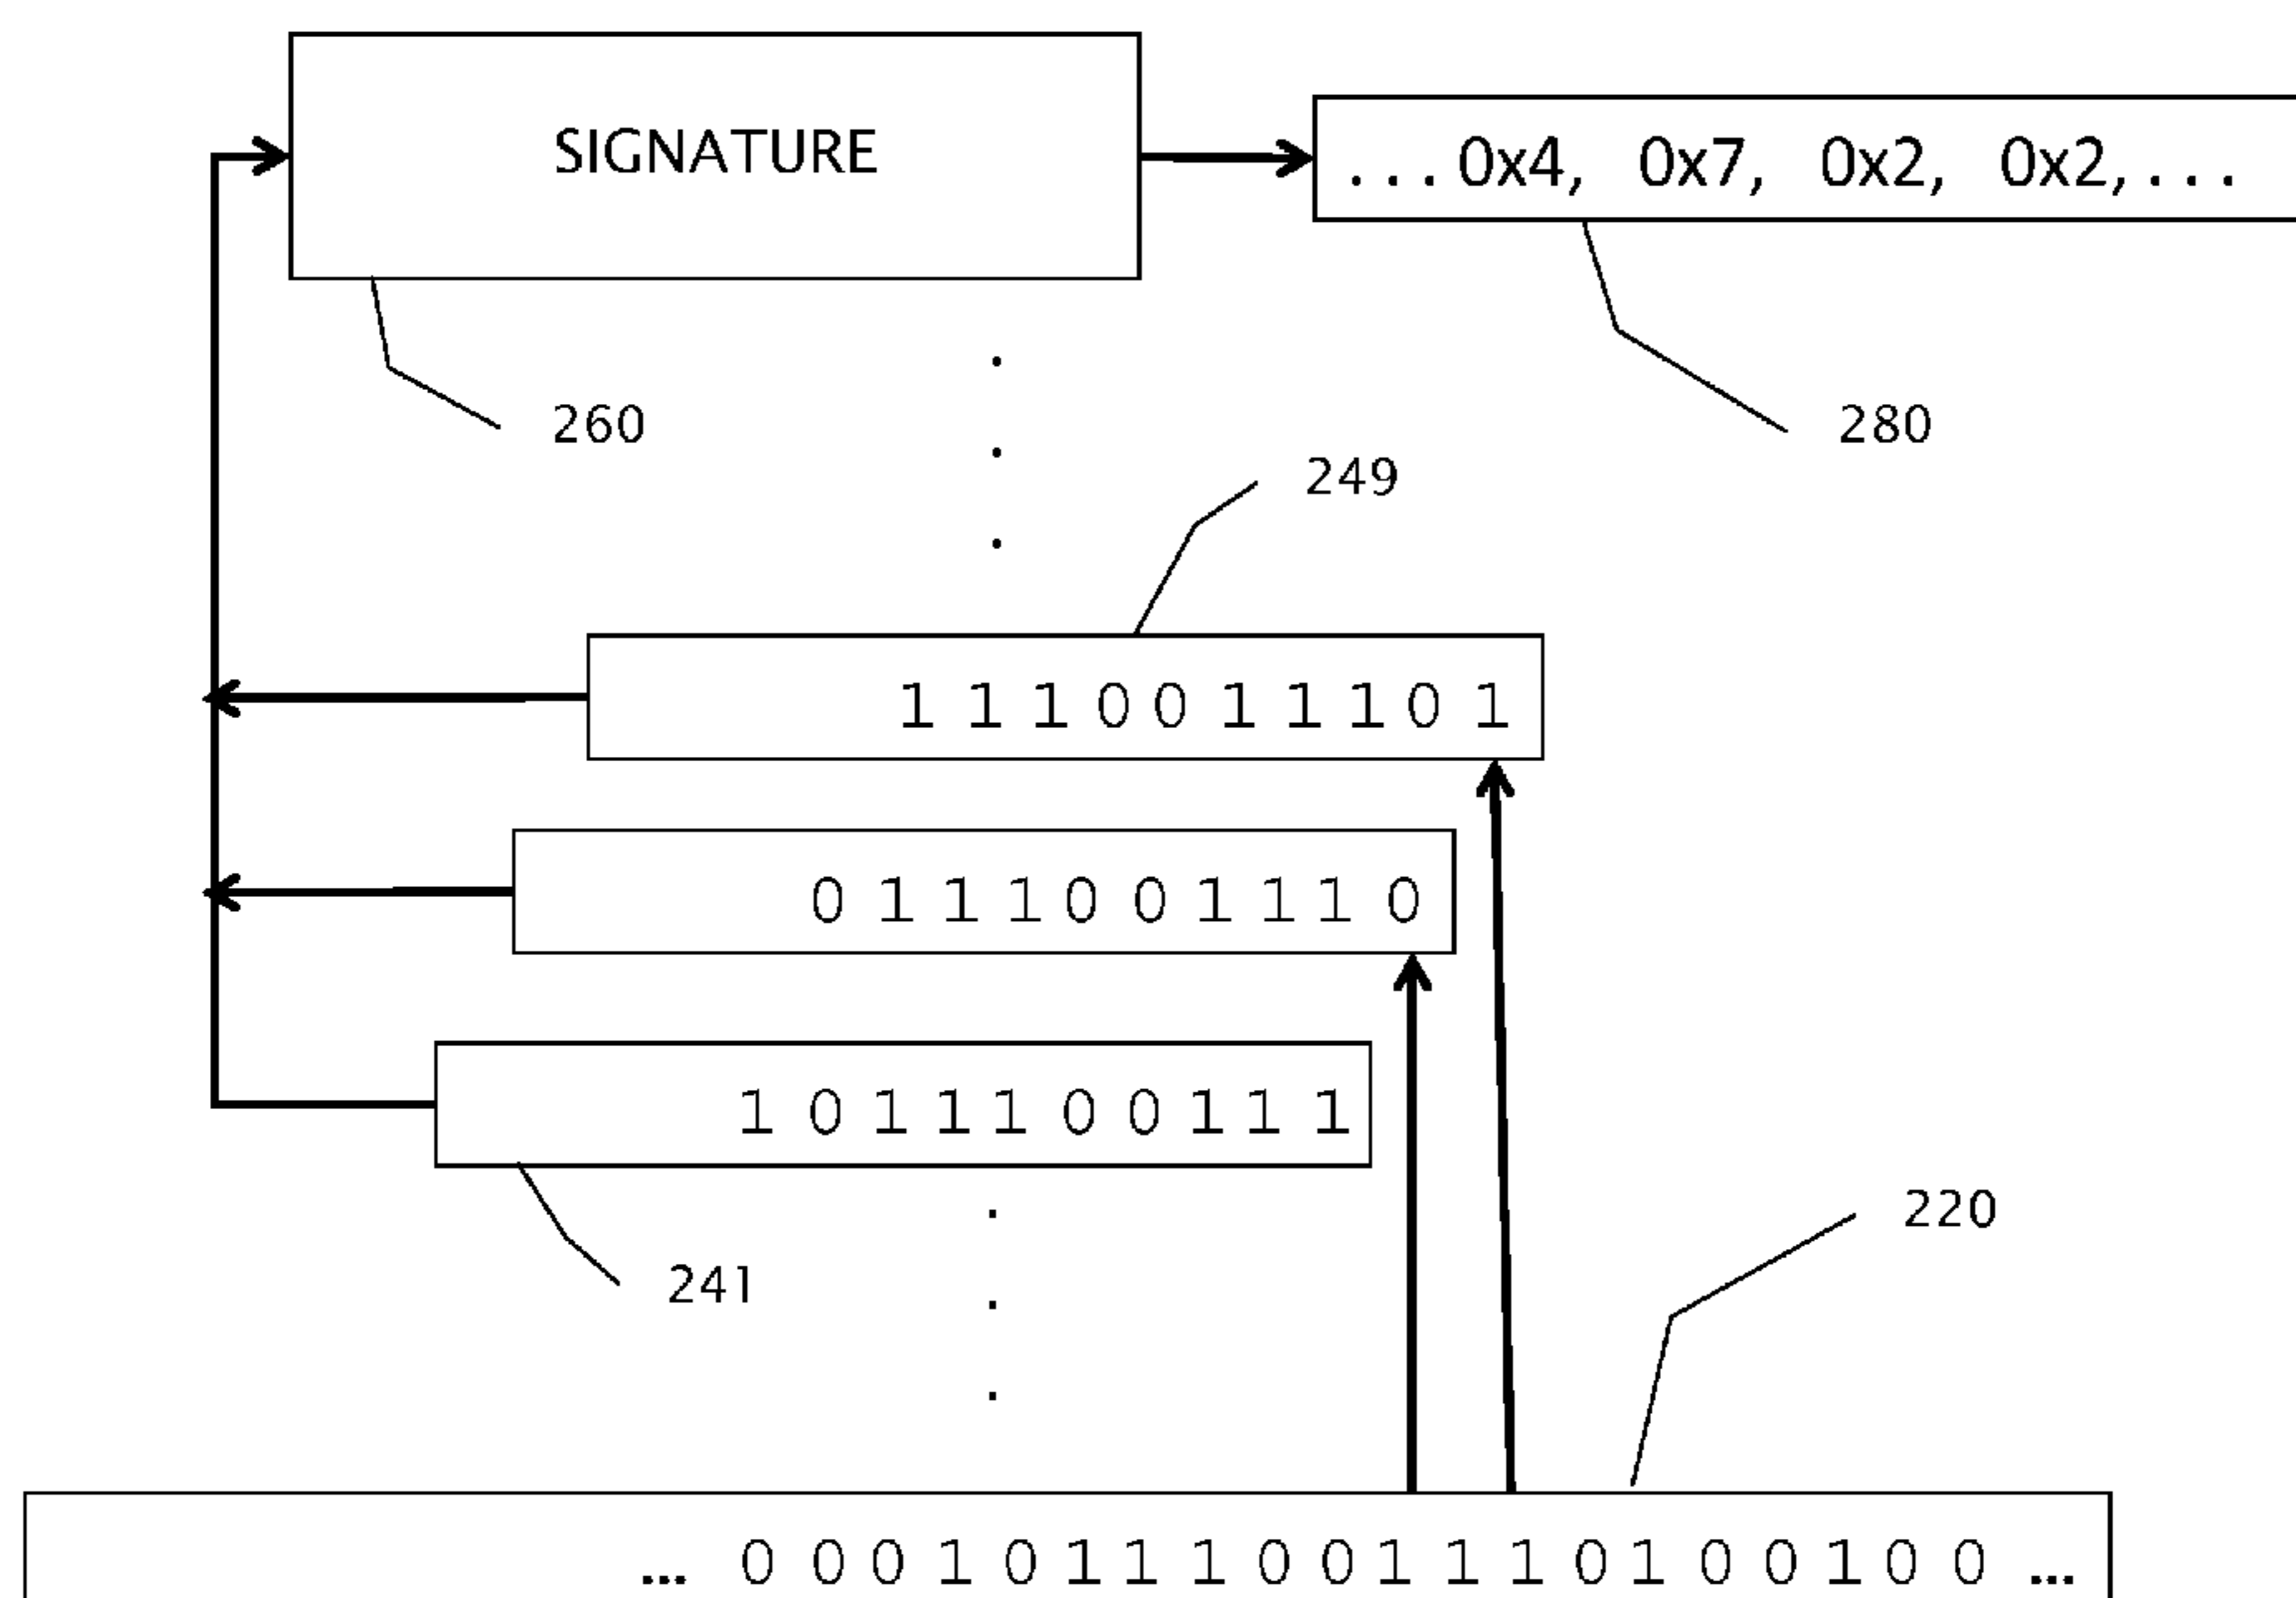 SIGNATURE
...0x4, 0x7, 0x2, 0x2,...
260
280
249
1 1 1 0 0 1 1 1 0 1
0 1 1 1 0 0 1 1 1 0
1 0 1 1 1 0 0 1 1 1
220
241
... 0 0 0 1 0 1 1 1 0 0 1 1 1 0 1 0 0 1 0 0 ...